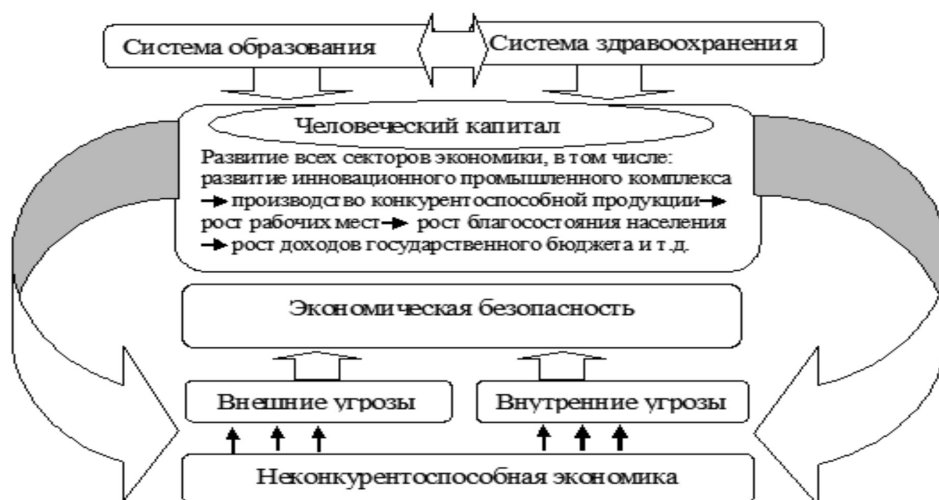 Система образования
Система здравоохранения
Человеческий капитал
Развитие всех секторов экономики, в том числе:
развитие инновационного промышленного комплекса
→ производство конкурентоспособной продукции→
рост рабочих мест→ рост благосостояния населения
→ рост доходов государственного бюджета и т.д.
Экономическая безопасность
Внешние угрозы
Внутренние угрозы
Неконкурентоспособная экономика